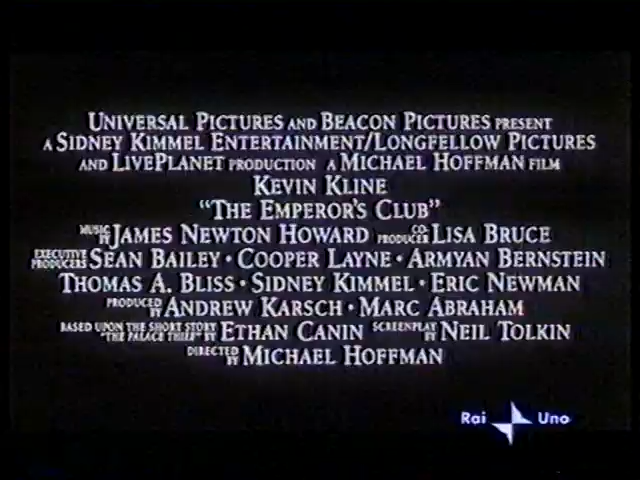 UNIVERSAL PICTURES AND BEACON PICTURES PRESENT
A SIDNEY KIMMEL ENTERTAINMENT/LONGFELLOW PICTURES
AND LIVEPLANET PRODUCTION A MICHAEL HOFFMAN FILM
KEVIN KLINE
"THE EMPEROR'S CLUB"
MUSIC BY JAMES NEWTON HOWARD CO-PRODUCER LISA BRUCE
EXECUTIVE PRODUCERS SEAN BAILEY · COOPER LAYNE · ARMYAN BERNSTEIN
THOMAS A. BLISS · SIDNEY KIMMEL · ERIC NEWMAN
PRODUCED BY ANDREW KARSCH · MARC ABRAHAM
BASED UPON THE SHORT STORY "THE PALACE THIEF" BY ETHAN CANIN SCREENPLAY BY NEIL TOLKIN
DIRECTED BY MICHAEL HOFFMAN
Rai Uno